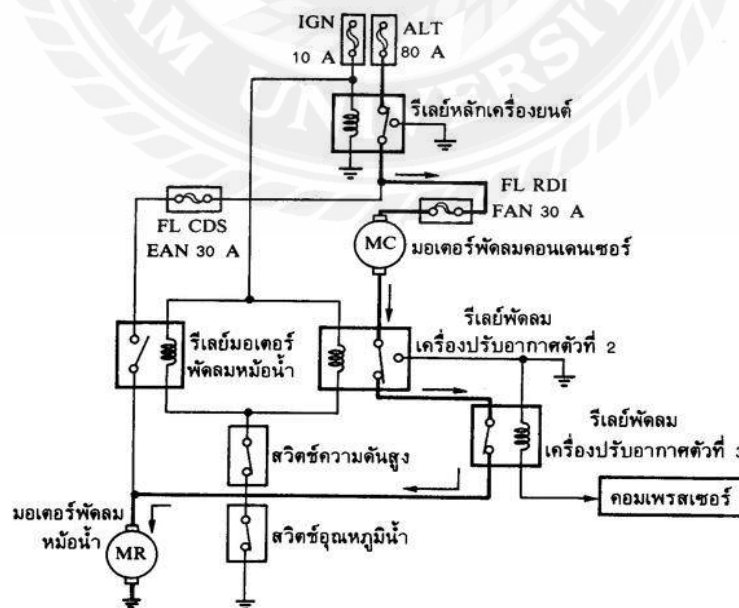 IGN
10 A
ALT
80 A
รีเลย์หลักเครื่องยนต์
FL RDI
FAN 30 A
FL CDS
EAN 30 A
MC
มอเตอร์พัดลมคอนเดนเซอร์
รีเลย์มอเตอร์
พัดลมหม้อน้ำ
รีเลย์พัดลม
เครื่องปรับอากาศตัวที่ 2
รีเลย์พัดลม
เครื่องปรับอากาศตัวที่ 3
สวิตช์ความดันสูง
คอมเพรสเซอร์
มอเตอร์พัดลม
หม้อน้ำ
MR
สวิตช์อุณหภูมิน้ำ
UNIVERSI